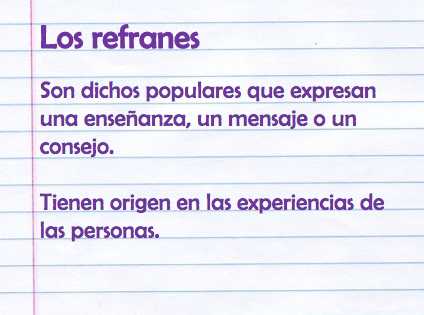 Los refranes
Son dichos populares que expresan
una enseñanza, un mensaje o un
consejo.
Tienen origen en las experiencias de
las personas.